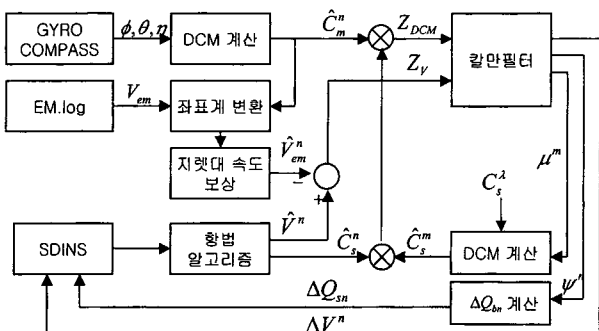 GYRO
COMPASS
ϕ,θ,η
DCM 계산
Ĉ_m^n
Z_DCM
칼만필터
EM.log
V_em
좌표계 변환
Z_V
지렛대 속도
보상
V̂_em^n
−
+
μ^m
C_s^λ
SDINS
항법
알고리즘
V̂^n
Ĉ_s^n
Ĉ_s^m
DCM 계산
ψ^n
ΔQ_sn
ΔQ_bn 계산
ΔV^n